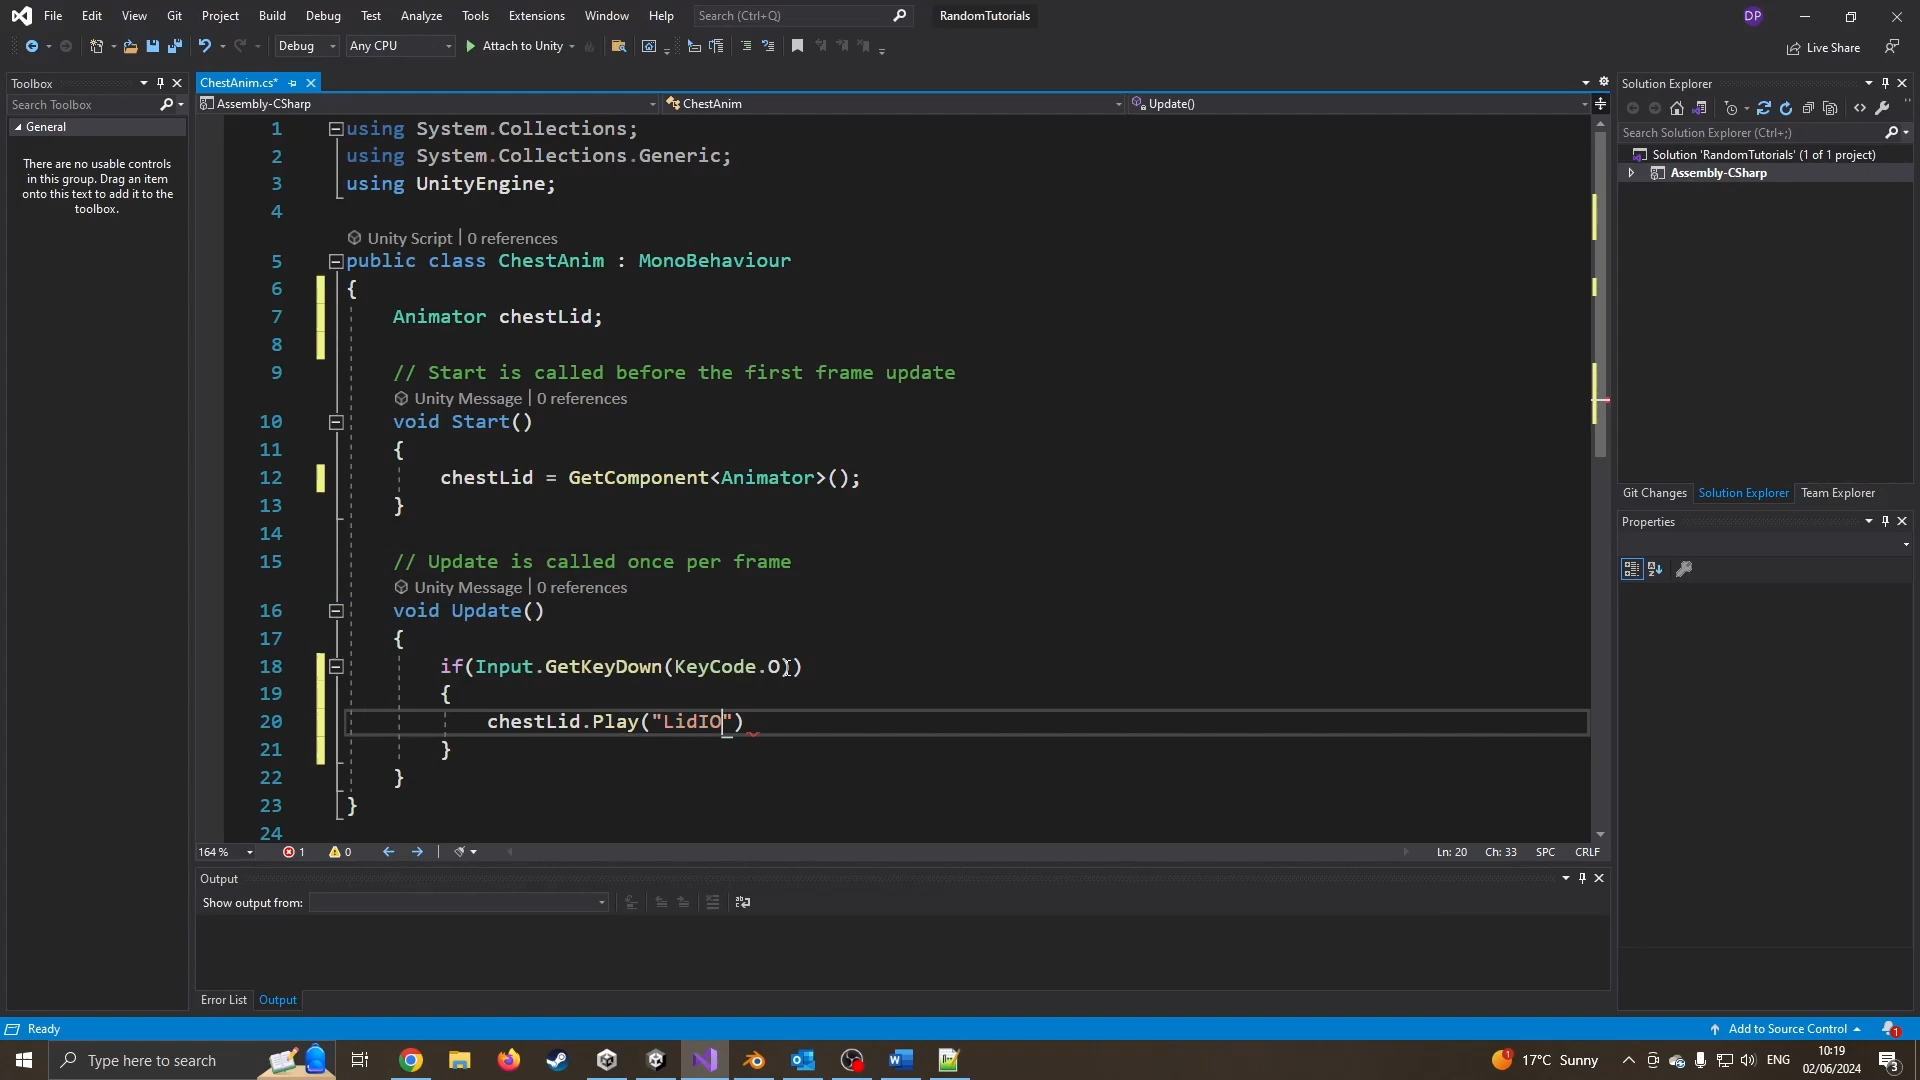 File Edit View Git Project Build Debug Test Analyze Tools Extensions Window Help Search (Ctrl+Q) RandomTutorials DP
Debug Any CPU Attach to Unity Live Share
Toolbox
Search Toolbox
General
There are no usable controls
in this group. Drag an item
onto this text to add it to the
toolbox.
ChestAnim.cs*
Assembly-CSharp ChestAnim Update()
1 using System.Collections;
2 using System.Collections.Generic;
3 using UnityEngine;
4
Unity Script | 0 references
5 public class ChestAnim : MonoBehaviour
6 {
7 Animator chestLid;
8
9 // Start is called before the first frame update
Unity Message | 0 references
10 void Start()
11 {
12 chestLid = GetComponent<Animator>();
13 }
14
15 // Update is called once per frame
Unity Message | 0 references
16 void Update()
17 {
18 if(Input.GetKeyDown(KeyCode.O))
19 {
20 chestLid.Play("LidIO")
21 }
22 }
23 }
24
164 % 1 0 Ln: 20 Ch: 33 SPC CRLF
Output
Show output from:
Error List Output
Solution Explorer
Search Solution Explorer (Ctrl+;)
Solution 'RandomTutorials' (1 of 1 project)
Assembly-CSharp
Git Changes Solution Explorer Team Explorer
Properties
Ready Add to Source Control 1
Type here to search 17°C Sunny ENG 10:19
02/06/2024 3